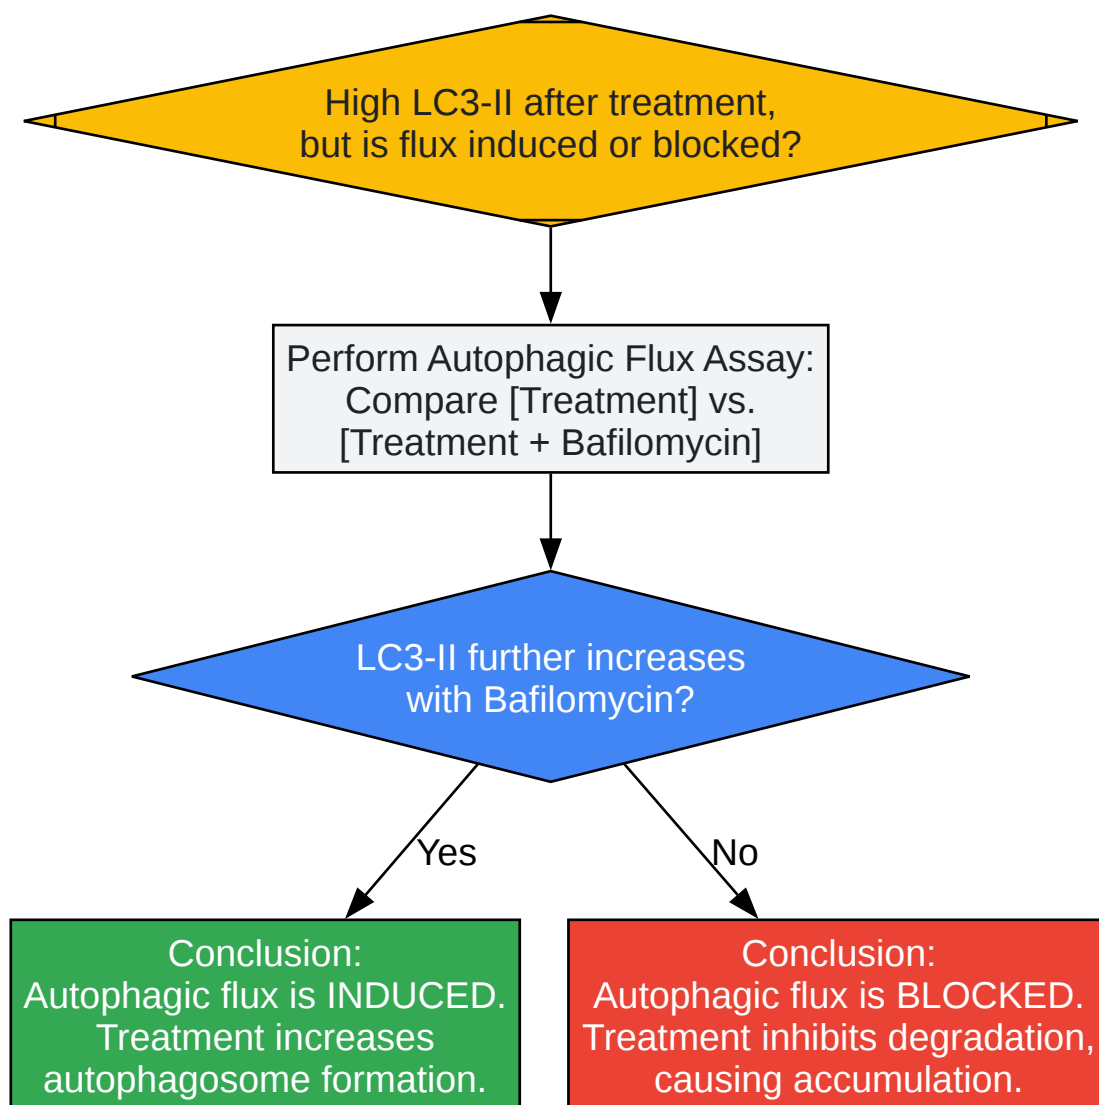 High LC3-II after treatment,
but is flux induced or blocked?
Perform Autophagic Flux Assay:
Compare [Treatment] vs.
[Treatment + Bafilomycin]
LC3-II further increases
with Bafilomycin?
Yes
No
Conclusion:
Autophagic flux is INDUCED.
Treatment increases
autophagosome formation.
Conclusion:
Autophagic flux is BLOCKED.
Treatment inhibits degradation,
causing accumulation.